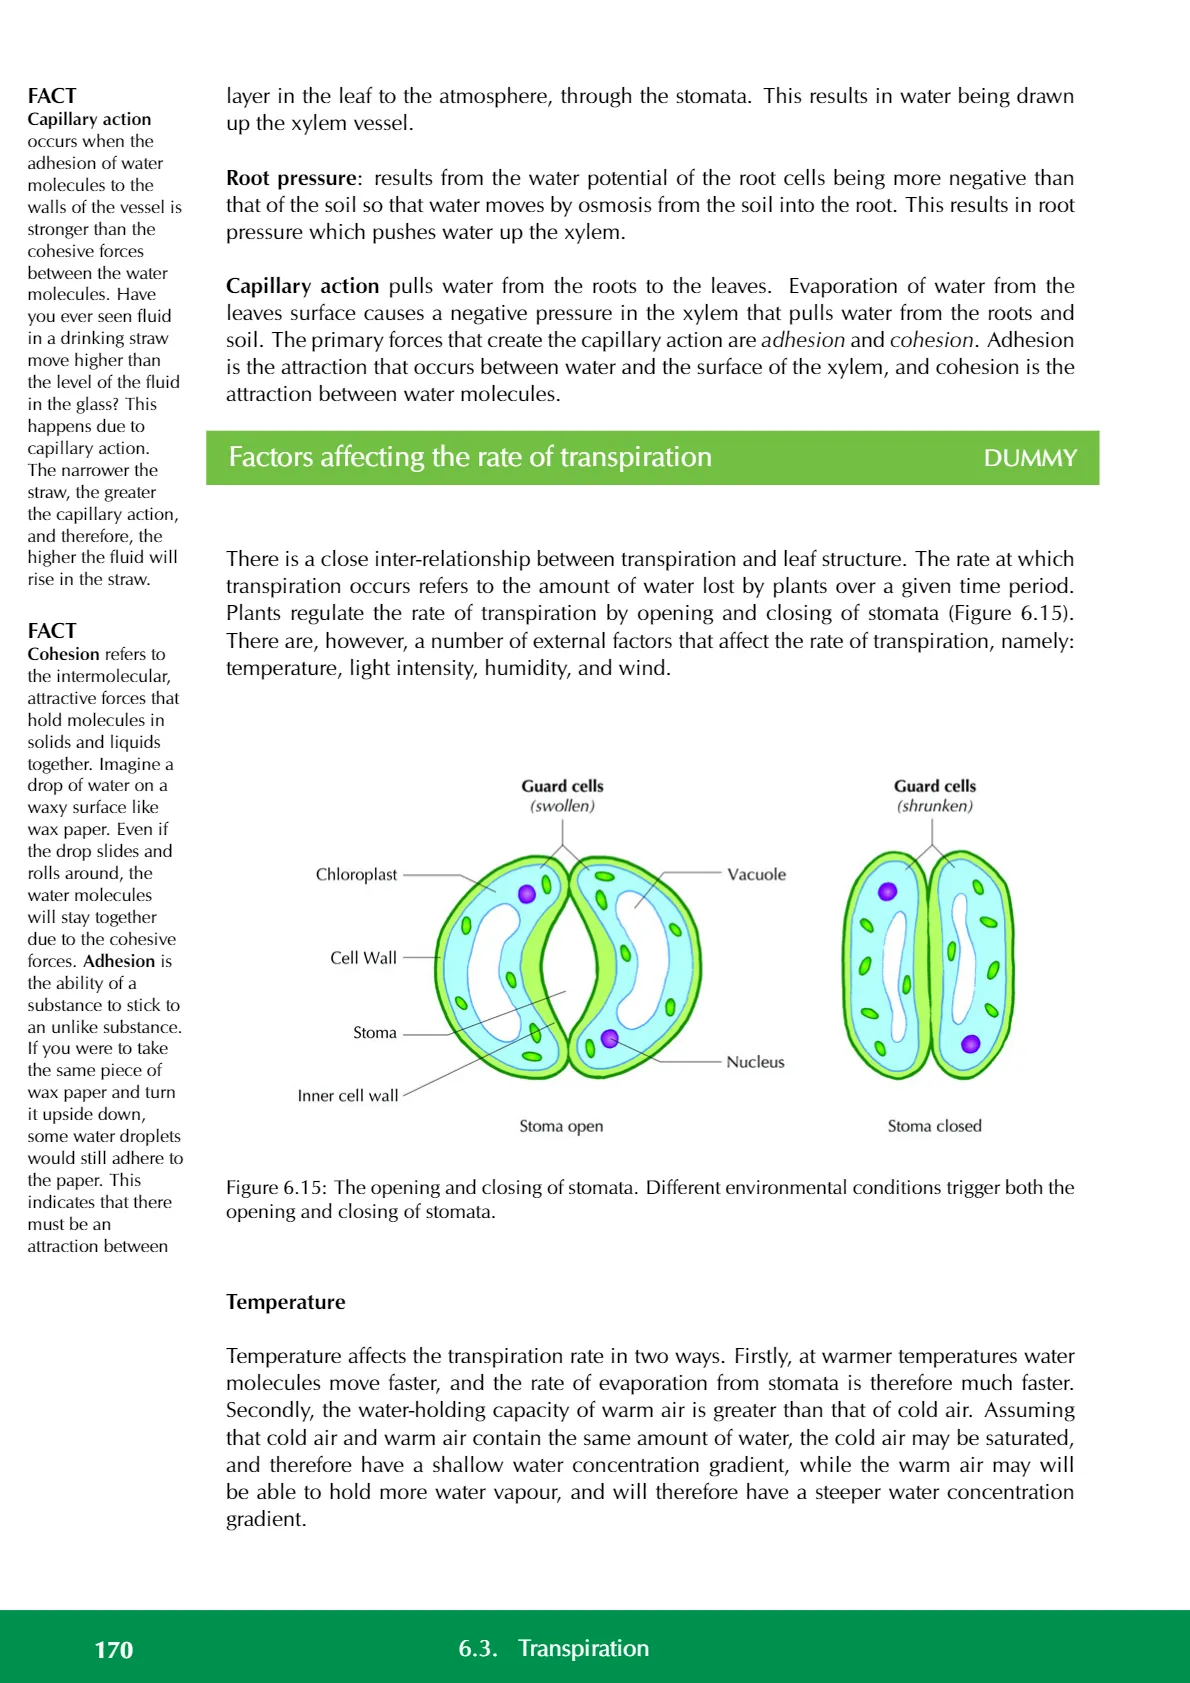 FACT
Capillary action
occurs when the
adhesion of water
molecules to the
walls of the vessel is
stronger than the
cohesive forces
between the water
molecules. Have
you ever seen fluid
in a drinking straw
move higher than
the level of the fluid
in the glass? This
happens due to
capillary action.
The narrower the
straw, the greater
the capillary action,
and therefore, the
higher the fluid will
rise in the straw.
FACT
Cohesion refers to
the intermolecular,
attractive forces that
hold molecules in
solids and liquids
together. Imagine a
drop of water on a
waxy surface like
wax paper. Even if
the drop slides and
rolls around, the
water molecules
will stay together
due to the cohesive
forces. Adhesion is
the ability of a
substance to stick to
an unlike substance.
If you were to take
the same piece of
wax paper and turn
it upside down,
some water droplets
would still adhere to
the paper. This
indicates that there
must be an
attraction between
layer in the leaf to the atmosphere, through the stomata. This results in water being drawn
up the xylem vessel.
Root pressure: results from the water potential of the root cells being more negative than
that of the soil so that water moves by osmosis from the soil into the root. This results in root
pressure which pushes water up the xylem.
Capillary action pulls water from the roots to the leaves. Evaporation of water from the
leaves surface causes a negative pressure in the xylem that pulls water from the roots and
soil. The primary forces that create the capillary action are adhesion and cohesion. Adhesion
is the attraction that occurs between water and the surface of the xylem, and cohesion is the
attraction between water molecules.
Factors affecting the rate of transpiration DUMMY
There is a close inter-relationship between transpiration and leaf structure. The rate at which
transpiration occurs refers to the amount of water lost by plants over a given time period.
Plants regulate the rate of transpiration by opening and closing of stomata (Figure 6.15).
There are, however, a number of external factors that affect the rate of transpiration, namely:
temperature, light intensity, humidity, and wind.
Guard cells
(swollen)
Guard cells
(shrunken)
Chloroplast
Vacuole
Cell Wall
Stoma
Nucleus
Inner cell wall
Stoma open
Stoma closed
Figure 6.15: The opening and closing of stomata. Different environmental conditions trigger both the
opening and closing of stomata.
Temperature
Temperature affects the transpiration rate in two ways. Firstly, at warmer temperatures water
molecules move faster, and the rate of evaporation from stomata is therefore much faster.
Secondly, the water-holding capacity of warm air is greater than that of cold air. Assuming
that cold air and warm air contain the same amount of water, the cold air may be saturated,
and therefore have a shallow water concentration gradient, while the warm air may will
be able to hold more water vapour, and will therefore have a steeper water concentration
gradient.
170 6.3. Transpiration